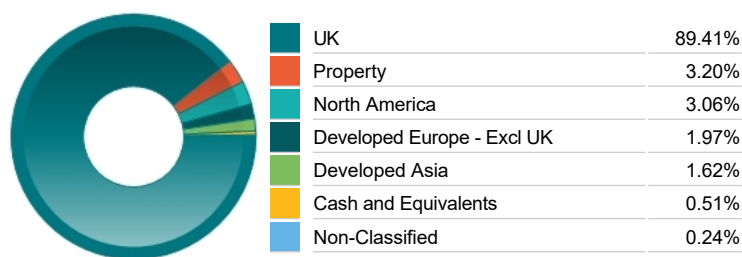 UK 89.41%
Property 3.20%
North America 3.06%
Developed Europe - Excl UK 1.97%
Developed Asia 1.62%
Cash and Equivalents 0.51%
Non-Classified 0.24%